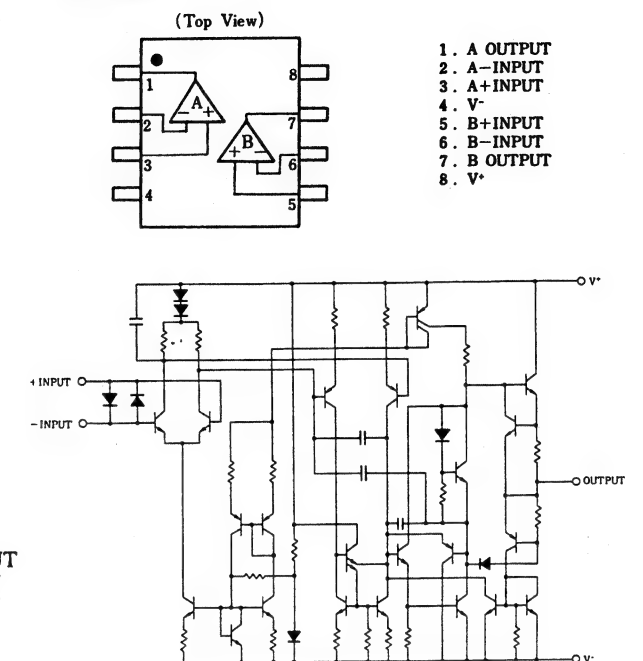 (Top View)
1
2
3
4
8
7
6
5
A
− +
B
+ −
1. A OUTPUT
2. A−INPUT
3. A+INPUT
4. V-
5. B+INPUT
6. B−INPUT
7. B OUTPUT
8. V+
V+
+ INPUT
− INPUT
OUTPUT
V-